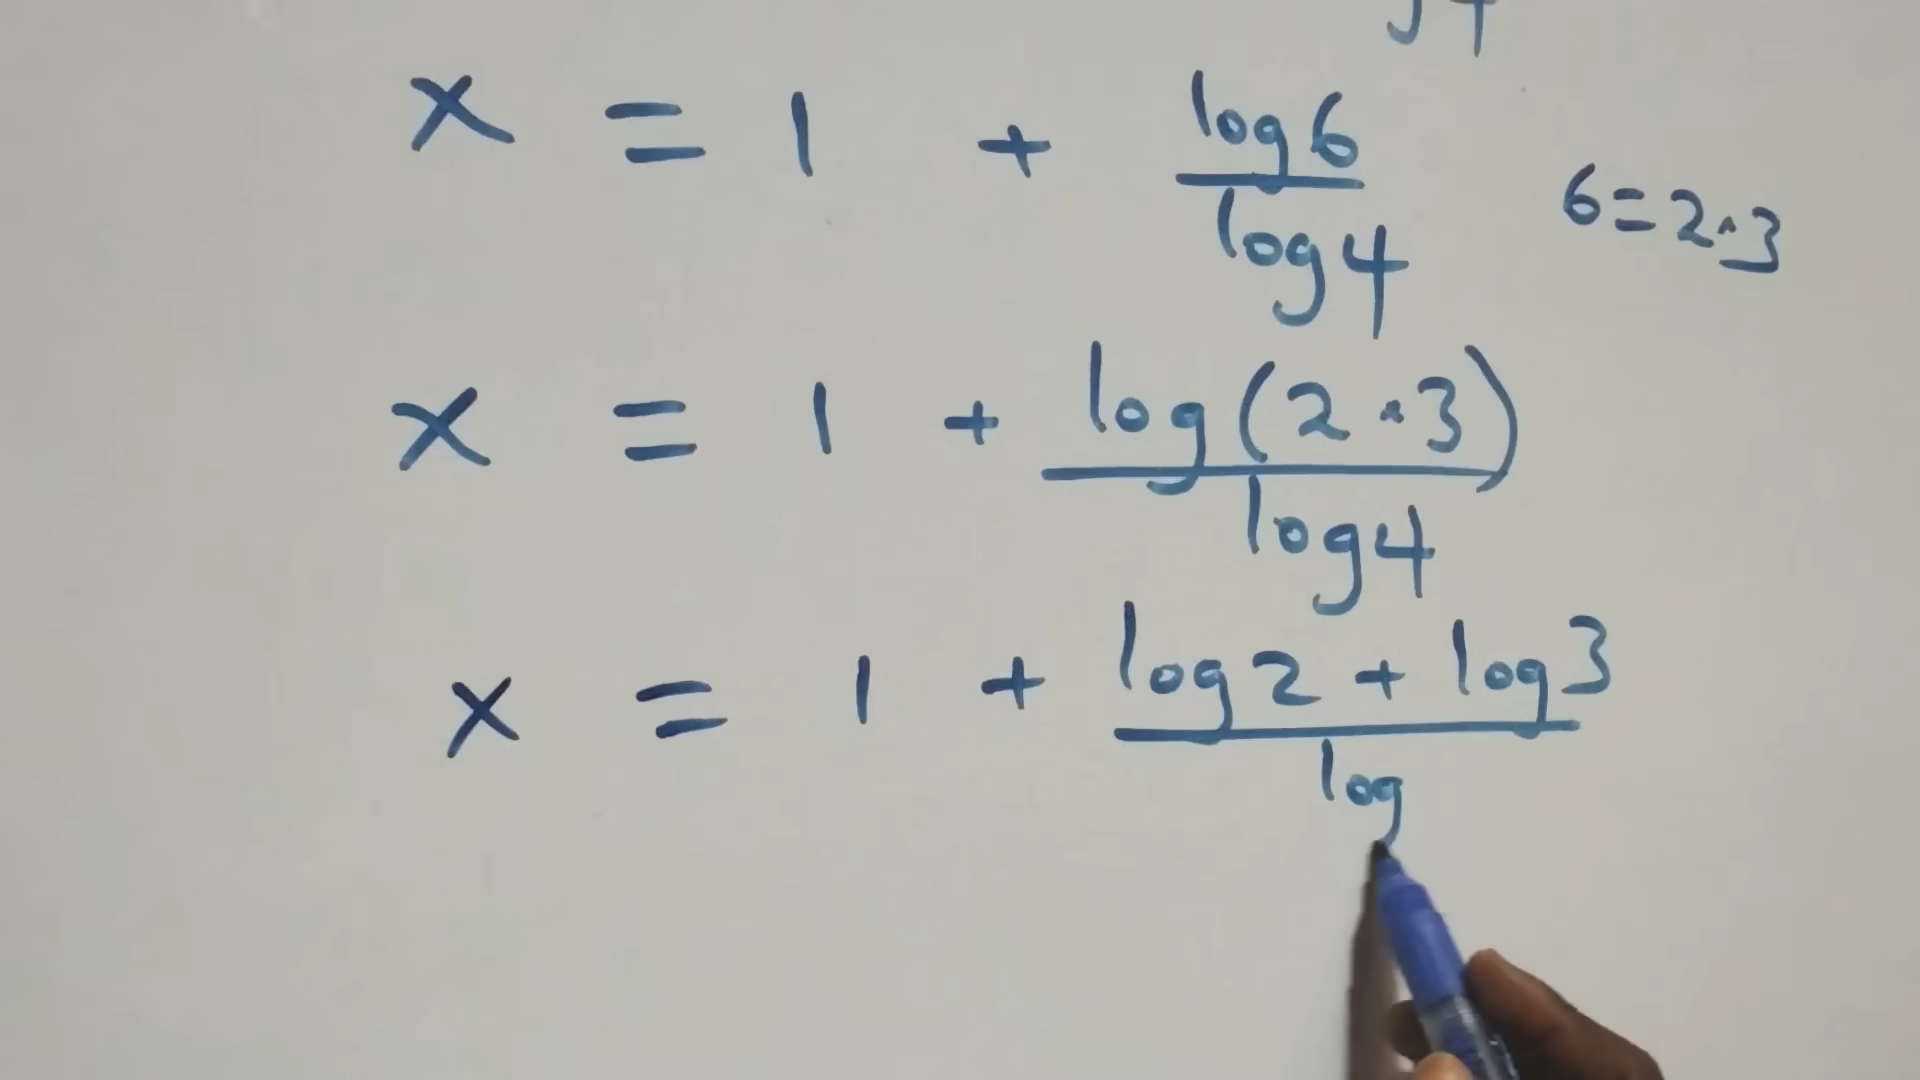 x = 1 + log6/log4
6=2·3
x = 1 + log(2·3)/log4
x = 1 + log2 + log3/log